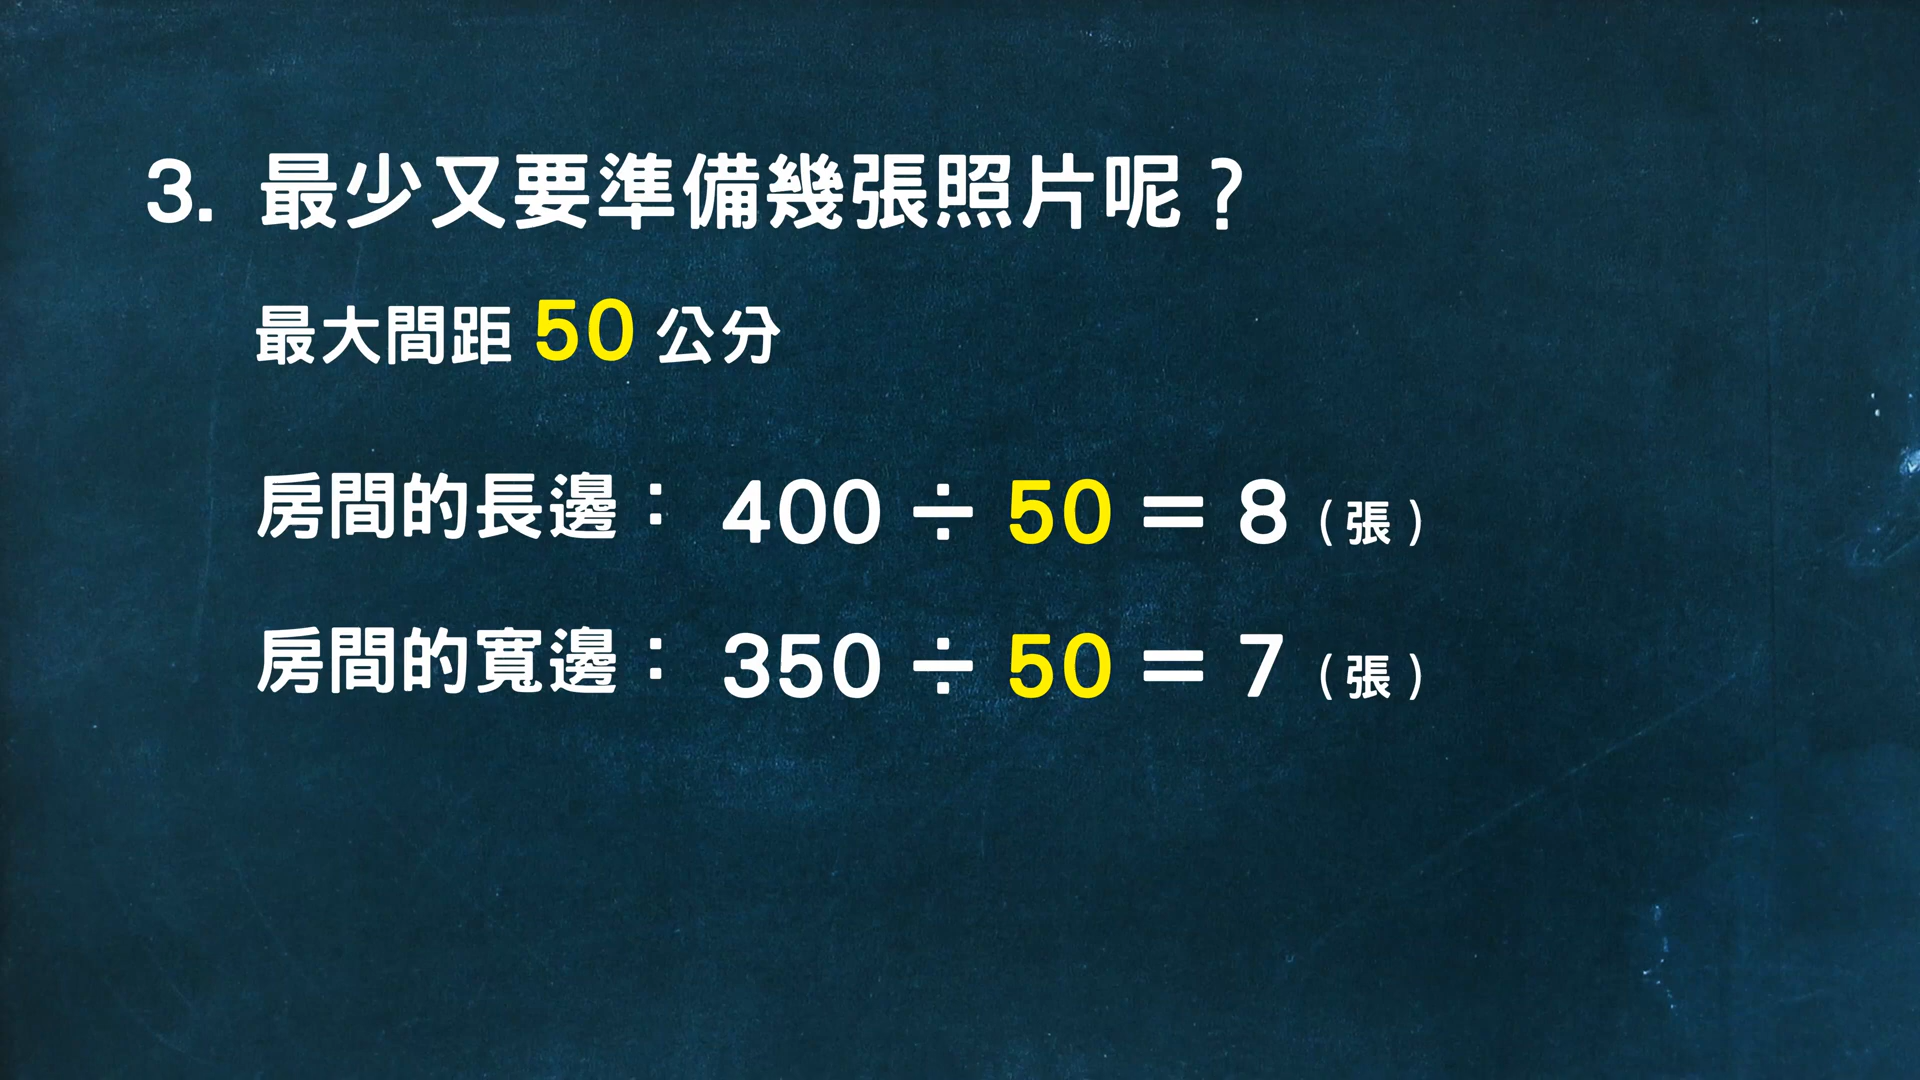 3. 最少又要準備幾張照片呢？
最大間距 50 公分
房間的長邊： 400 ÷ 50 = 8（張）
房間的寬邊： 350 ÷ 50 = 7（張）